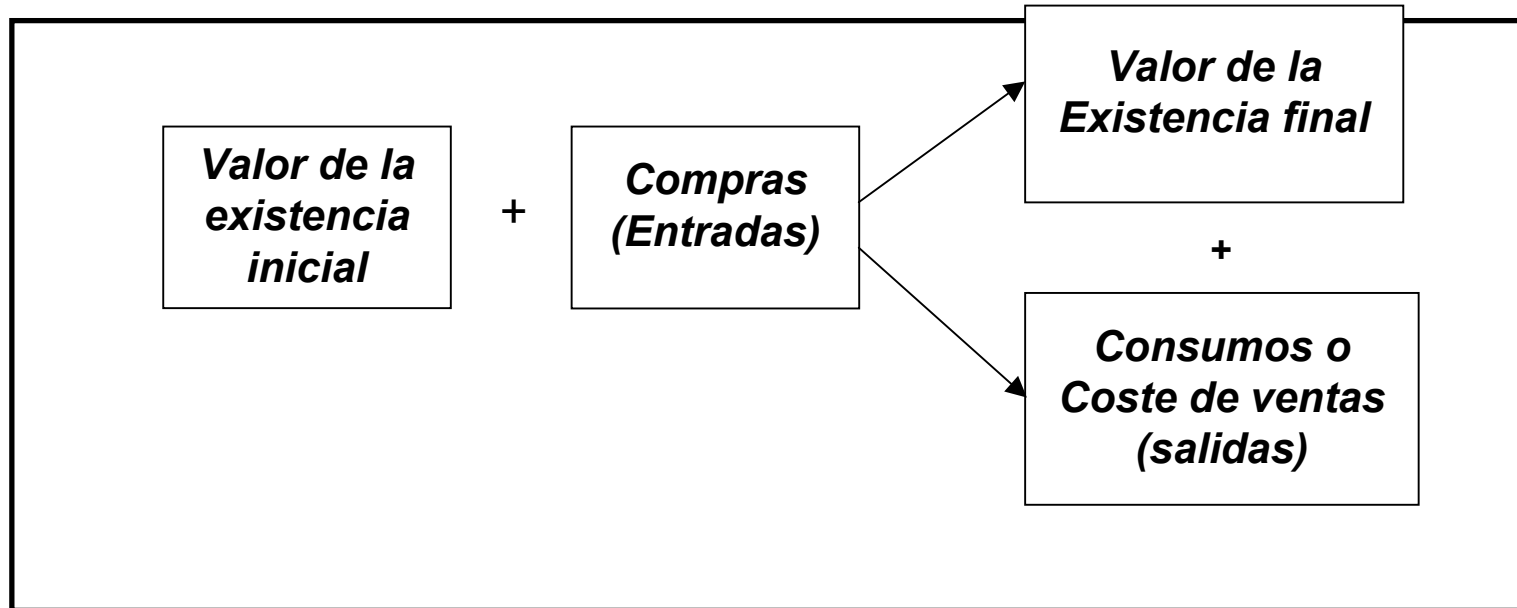 Valor de la
existencia
inicial
+
Compras
(Entradas)
Valor de la
Existencia final
+
Consumos o
Coste de ventas
(salidas)